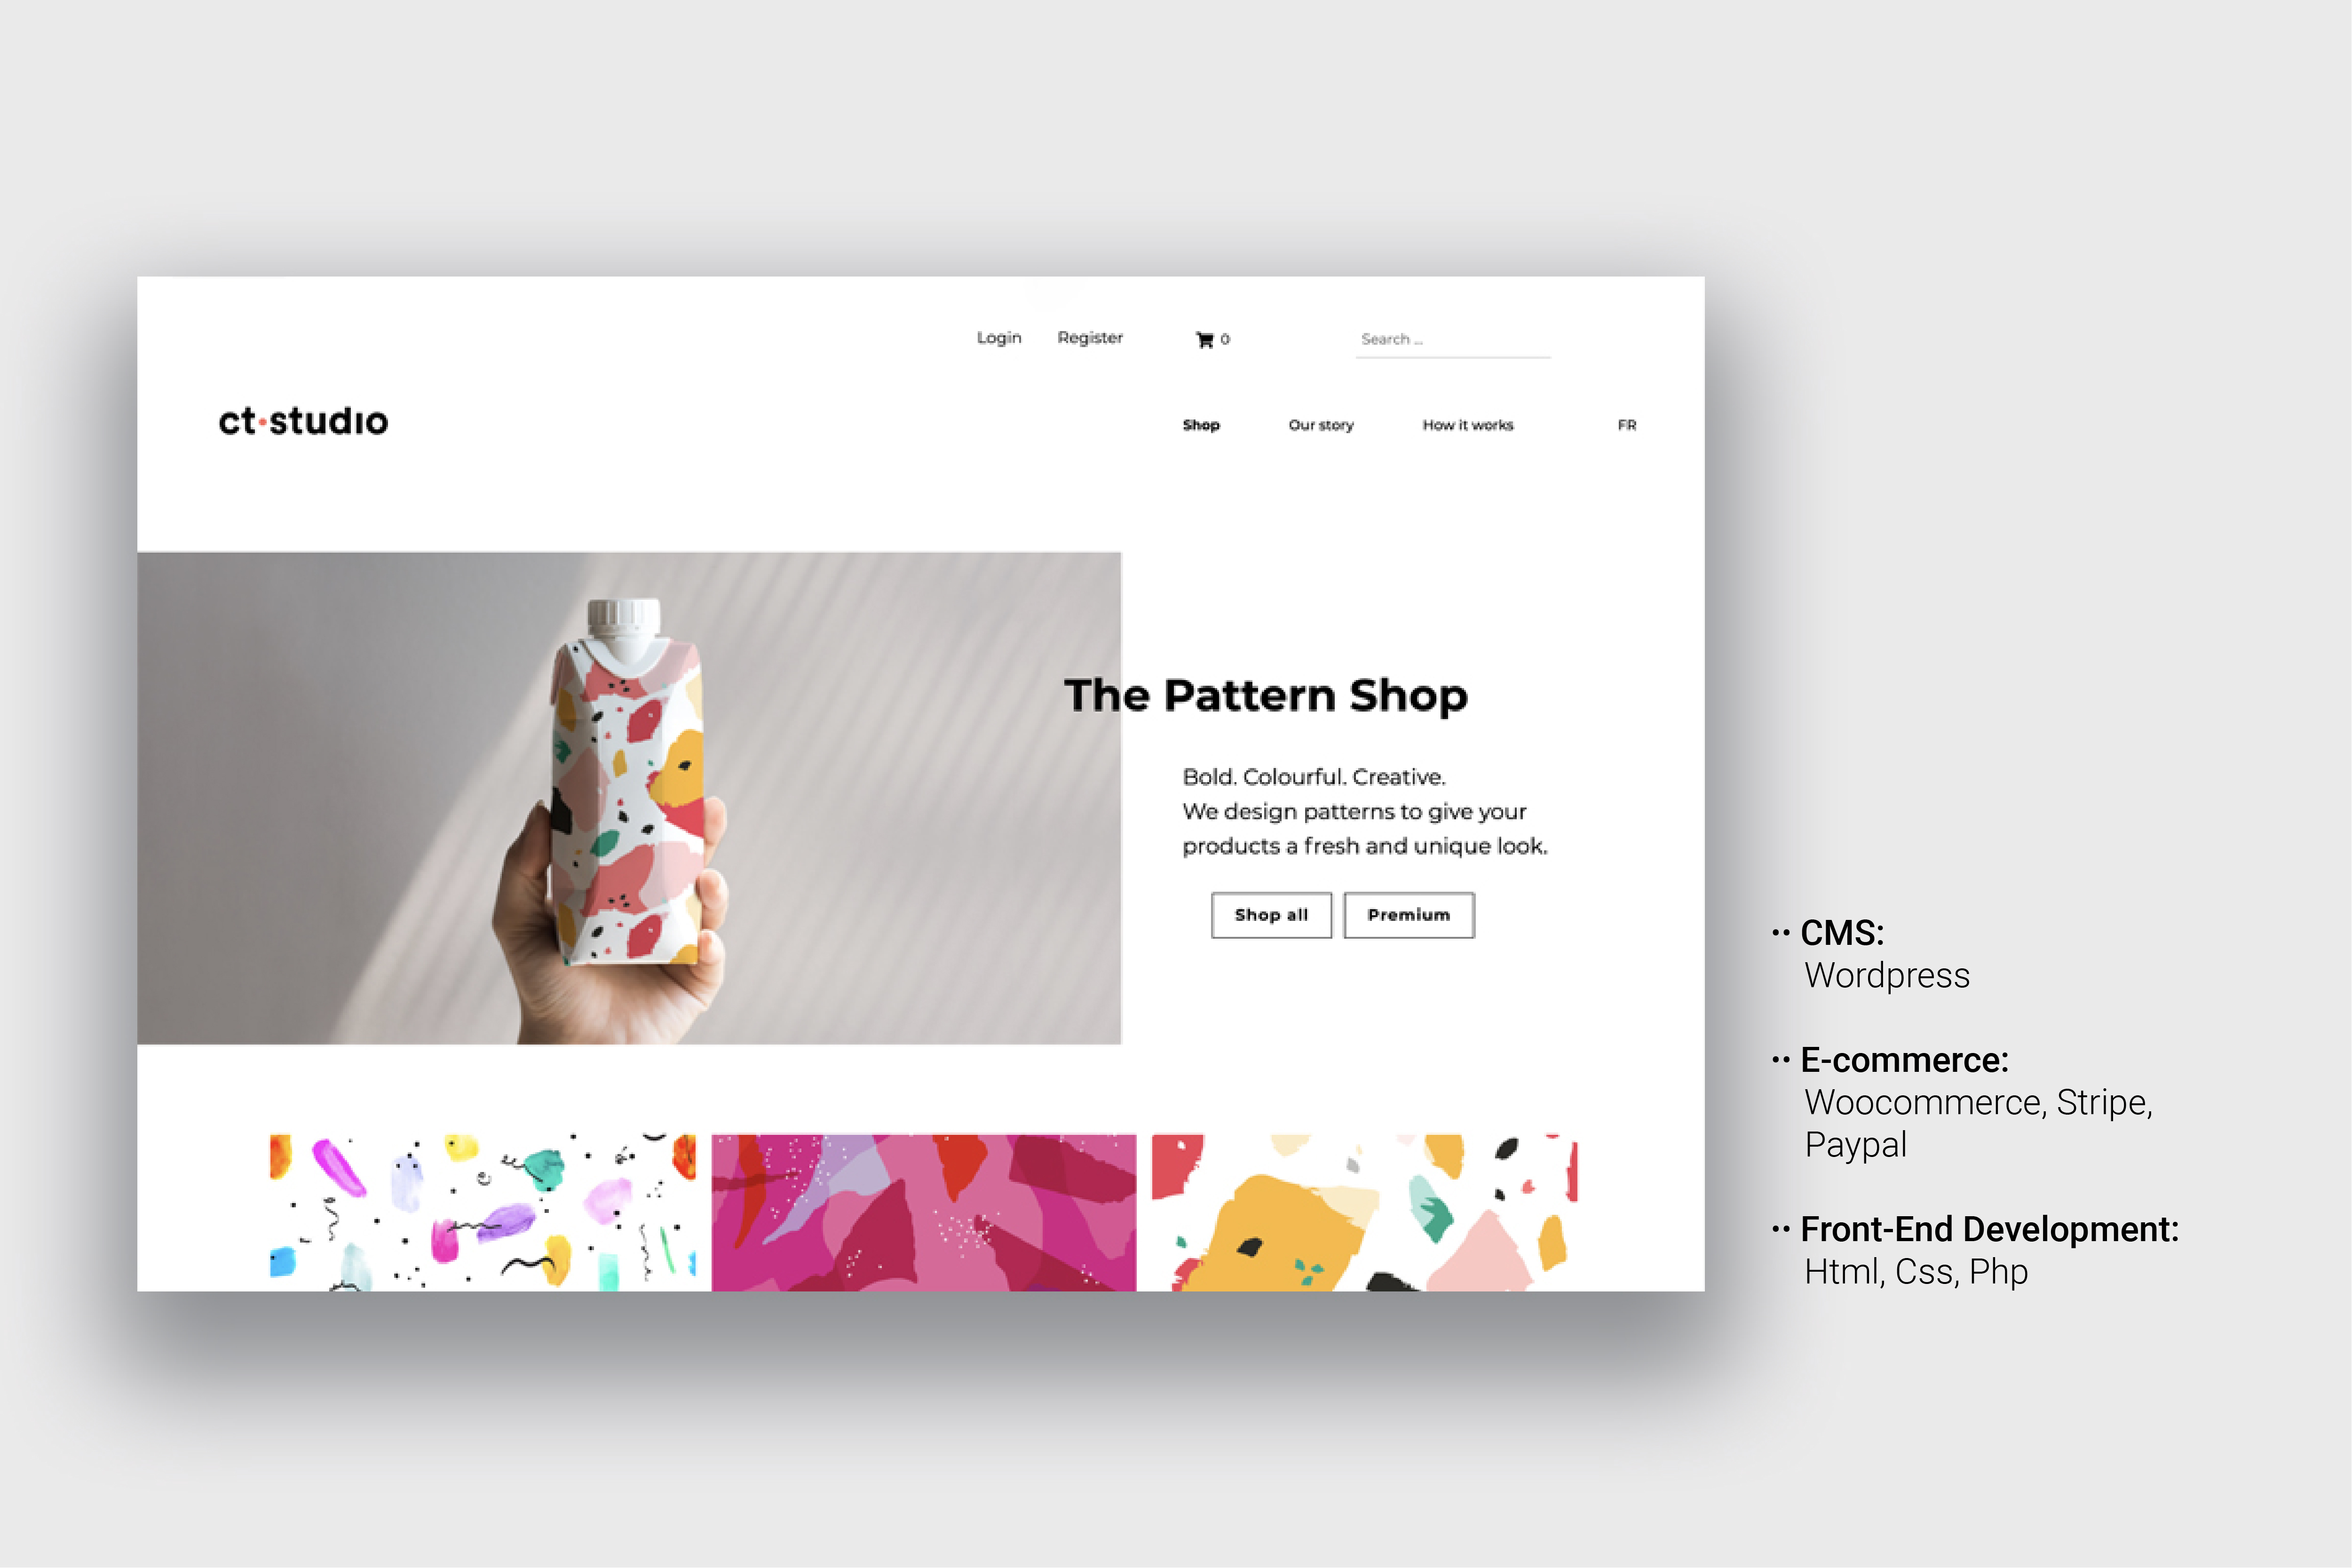 Login Register 0 Search ...
ct·studıo
Shop Our story How it works FR
The Pattern Shop
Bold. Colourful. Creative.
We design patterns to give your
products a fresh and unique look.
Shop all Premium
•• CMS:
Wordpress
•• E-commerce:
Woocommerce, Stripe,
Paypal
•• Front-End Development:
Html, Css, Php